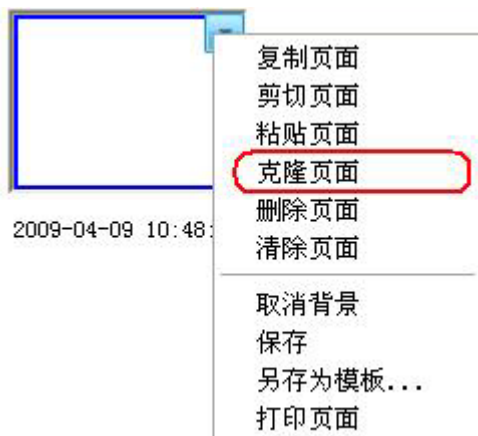 复制页面
剪切页面
粘贴页面
克隆页面
删除页面
2009-04-09 10:48:
清除页面
取消背景
保存
另存为模板...
打印页面